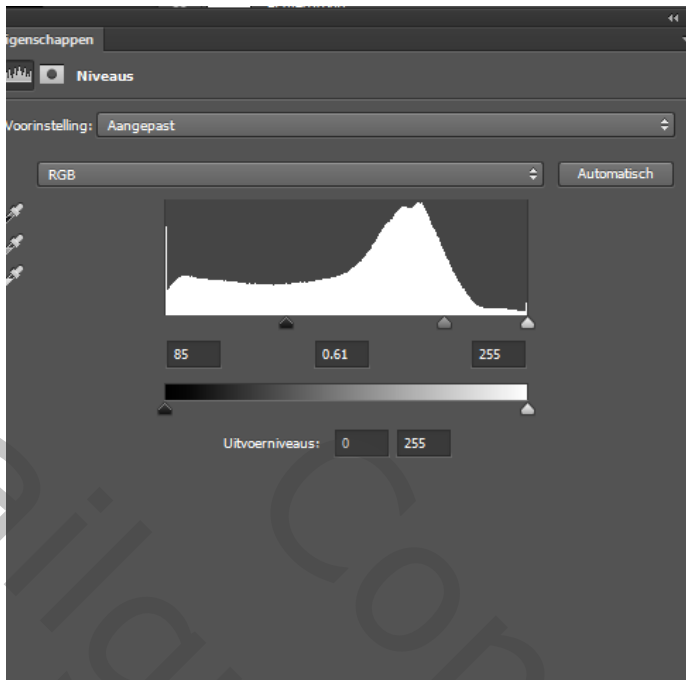 igenschappen
Niveaus
Voorinstelling: Aangepast
RGB Automatisch
85 0.61 255
Uitvoerniveaus: 0 255